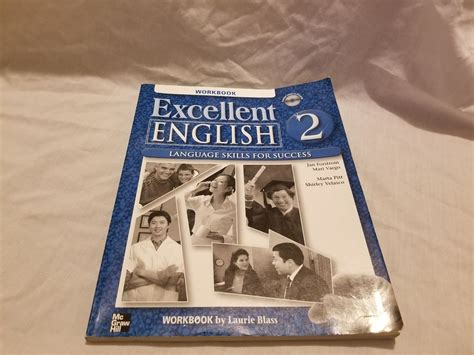 WORKBOOK
Excellent
ENGLISH 2
LANGUAGE SKILLS FOR SUCCESS
Jan Forstrom
Mari Vargo
Marta Pitt
Shirley Velasco
Mc
Graw
Hill
WORKBOOK by Laurie Blass